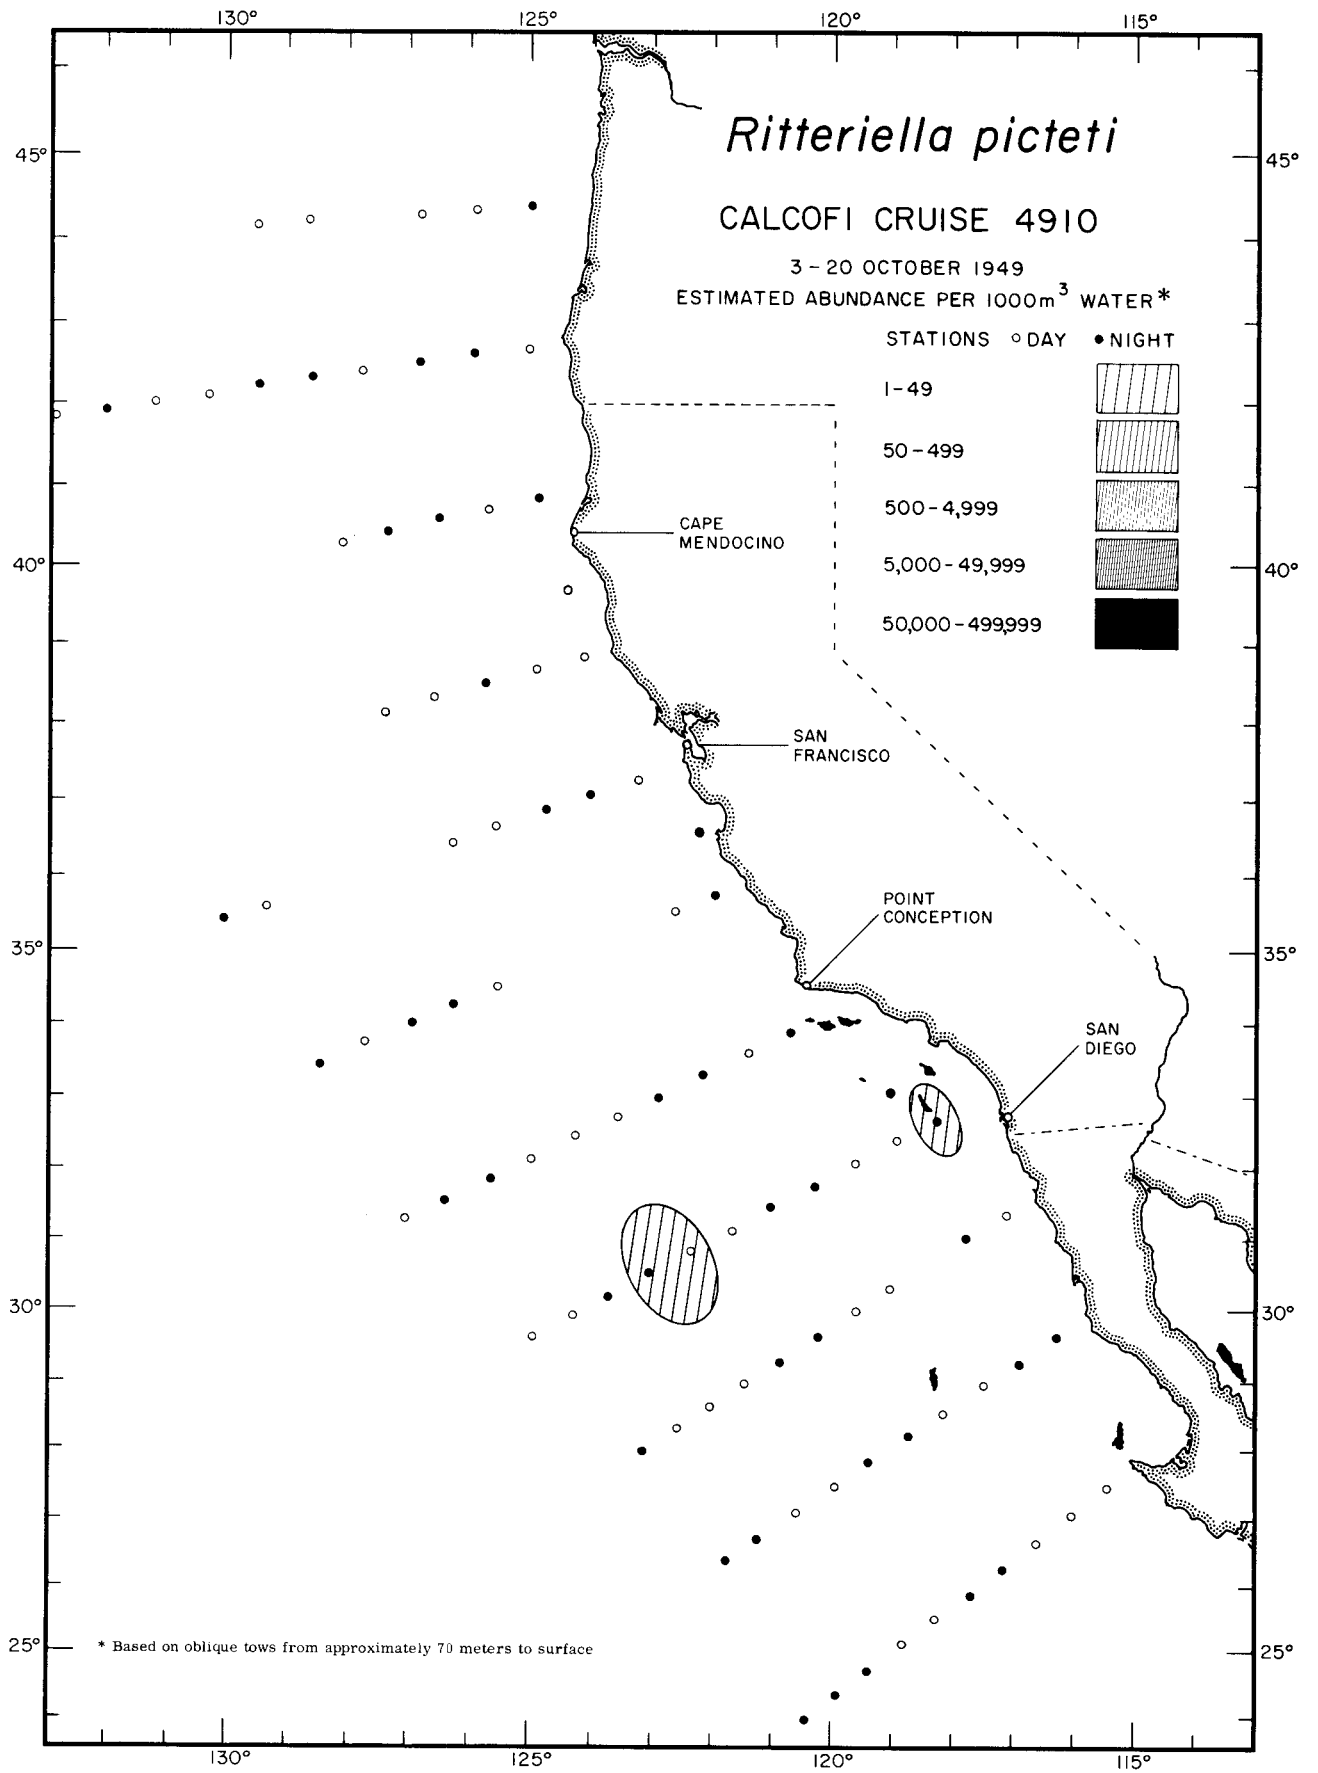 130° 125° 120° 115°
Ritteriella picteti
45° 45°
CALCOFI CRUISE 4910
3-20 OCTOBER 1949
ESTIMATED ABUNDANCE PER 1000m³ WATER*
STATIONS ○ DAY ● NIGHT
1-49
50-499
500-4,999
CAPE
MENDOCINO
40° 5,000-49,999 40°
50,000-499,999
SAN
FRANCISCO
POINT
CONCEPTION
35° 35°
SAN
DIEGO
30° 30°
25° * Based on oblique tows from approximately 70 meters to surface 25°
130° 125° 120° 115°